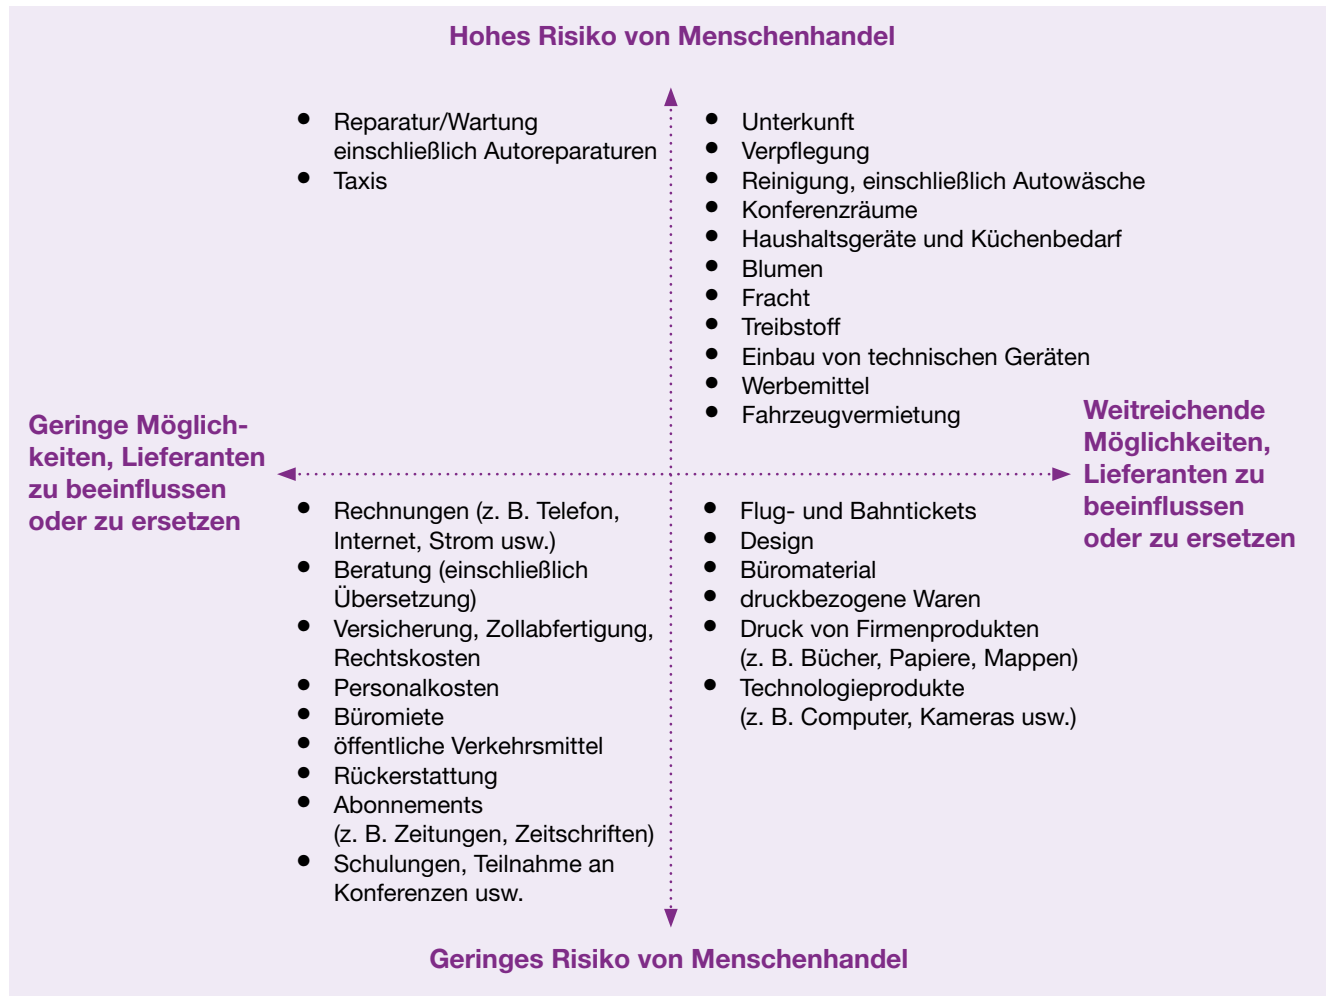 Hohes Risiko von Menschenhandel
• Reparatur/Wartung
einschließlich Autoreparaturen
• Taxis
• Unterkunft
• Verpflegung
• Reinigung, einschließlich Autowäsche
• Konferenzräume
• Haushaltsgeräte und Küchenbedarf
• Blumen
• Fracht
• Treibstoff
• Einbau von technischen Geräten
• Werbemittel
• Fahrzeugvermietung
Geringe Möglich-
keiten, Lieferanten
zu beeinflussen
oder zu ersetzen
Weitreichende
Möglichkeiten,
Lieferanten zu
beeinflussen
oder zu ersetzen
• Rechnungen (z. B. Telefon,
Internet, Strom usw.)
• Beratung (einschließlich
Übersetzung)
• Versicherung, Zollabfertigung,
Rechtskosten
• Personalkosten
• Büromiete
• öffentliche Verkehrsmittel
• Rückerstattung
• Abonnements
(z. B. Zeitungen, Zeitschriften)
• Schulungen, Teilnahme an
Konferenzen usw.
• Flug- und Bahntickets
• Design
• Büromaterial
• druckbezogene Waren
• Druck von Firmenprodukten
(z. B. Bücher, Papiere, Mappen)
• Technologieprodukte
(z. B. Computer, Kameras usw.)
Geringes Risiko von Menschenhandel